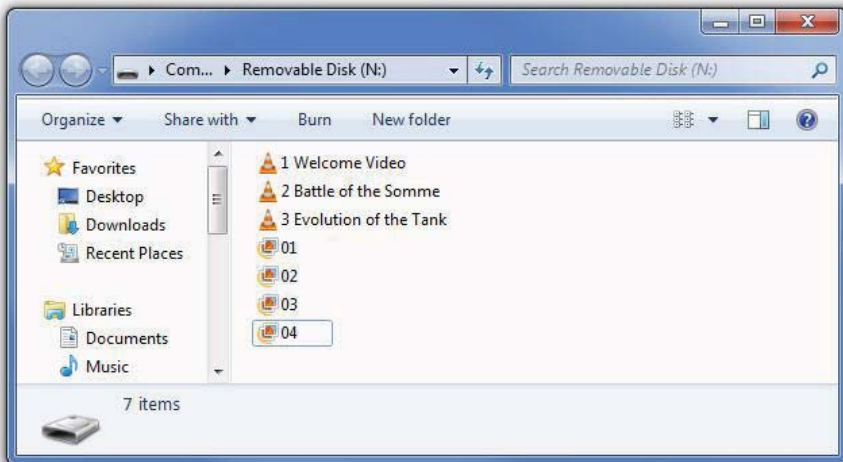 Com... Removable Disk (N:)
Search Removable Disk (N:)
Organize Share with Burn New folder
Favorites
Desktop
Downloads
Recent Places
Libraries
Documents
Music
1 Welcome Video
2 Battle of the Somme
3 Evolution of the Tank
01
02
03
04
7 items